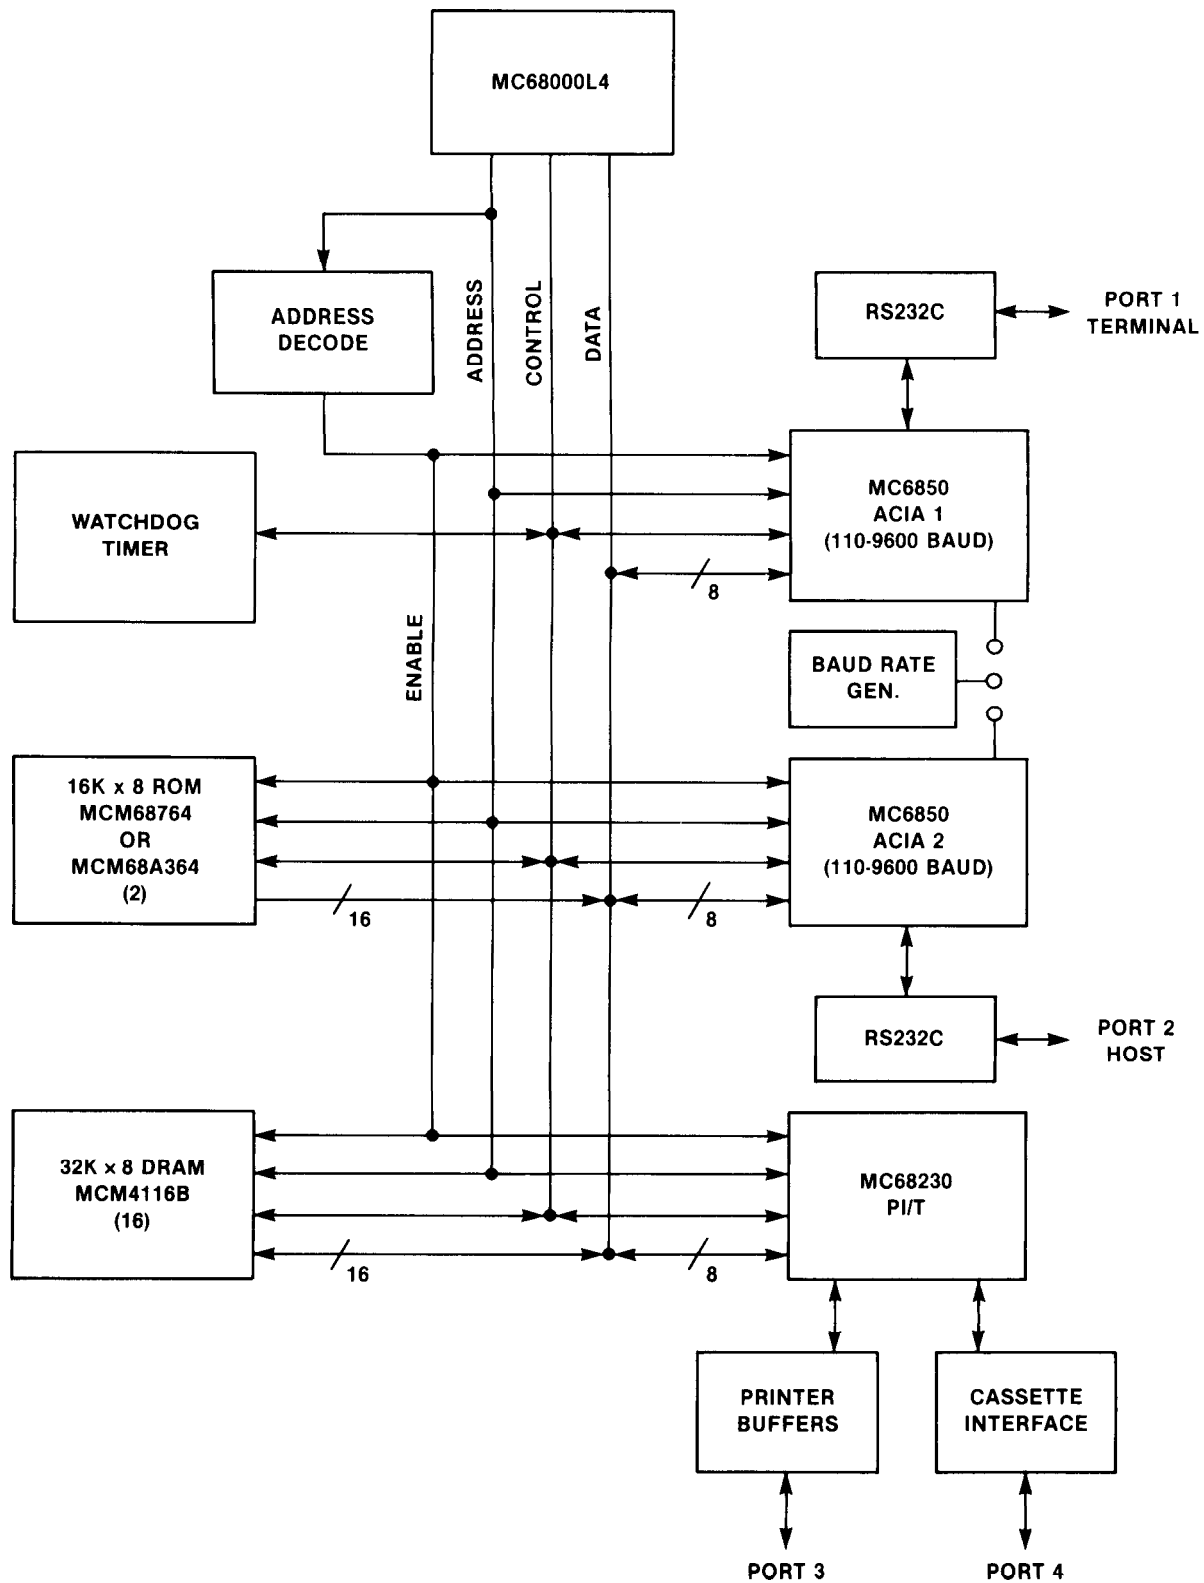 MC68000L4
ADDRESS
DECODE
ADDRESS
CONTROL
DATA
RS232C
PORT 1
TERMINAL
WATCHDOG
TIMER
MC6850
ACIA 1
(110-9600 BAUD)
8
ENABLE
BAUD RATE
GEN.
16K x 8 ROM
MCM68764
OR
MCM68A364
(2)
16
MC6850
ACIA 2
(110-9600 BAUD)
8
RS232C
PORT 2
HOST
32K x 8 DRAM
MCM4116B
(16)
16
MC68230
PI/T
8
PRINTER
BUFFERS
CASSETTE
INTERFACE
PORT 3
PORT 4